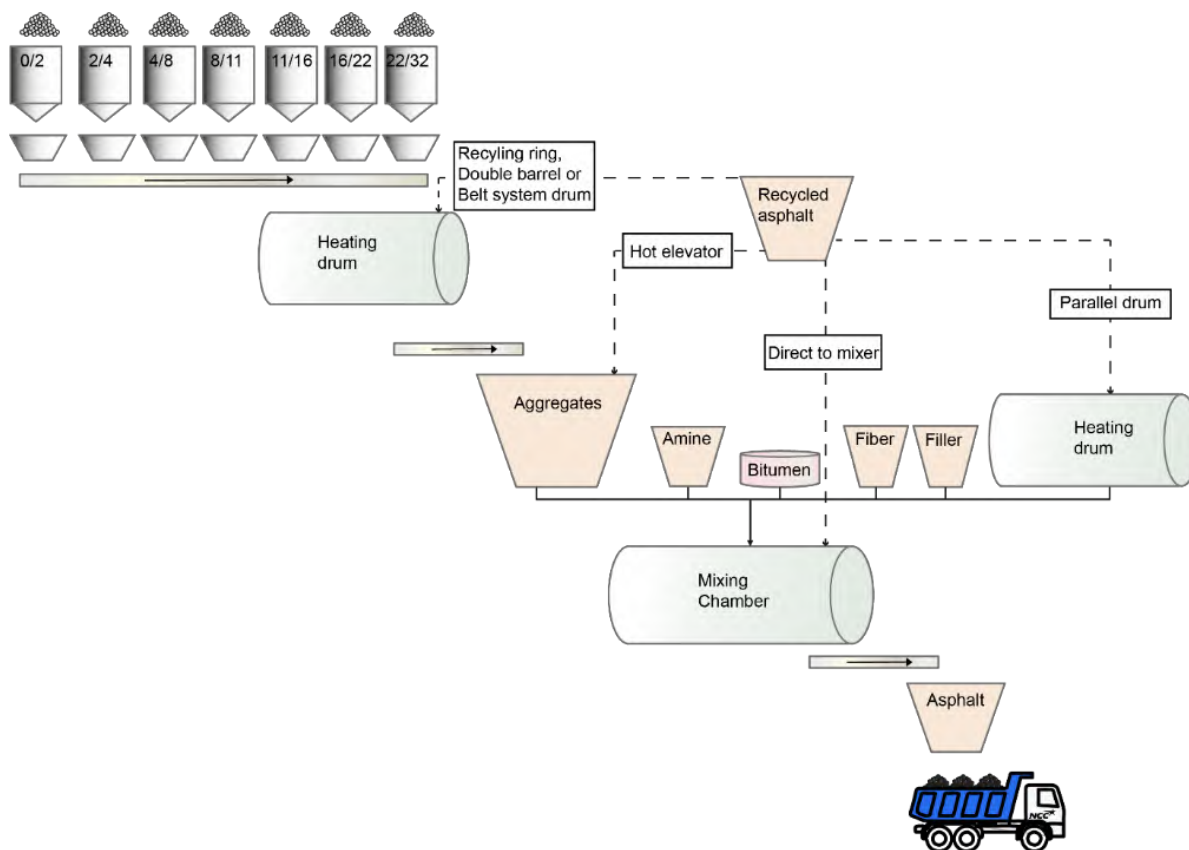 0/2
2/4
4/8
8/11
11/16
16/22
22/32
Recyling ring,
Double barrel or
Belt system drum
Recycled
asphalt
Heating
drum
Hot elevator
Parallel drum
Direct to mixer
Aggregates
Amine
Bitumen
Fiber
Filler
Heating
drum
Mixing
Chamber
Asphalt
NCC